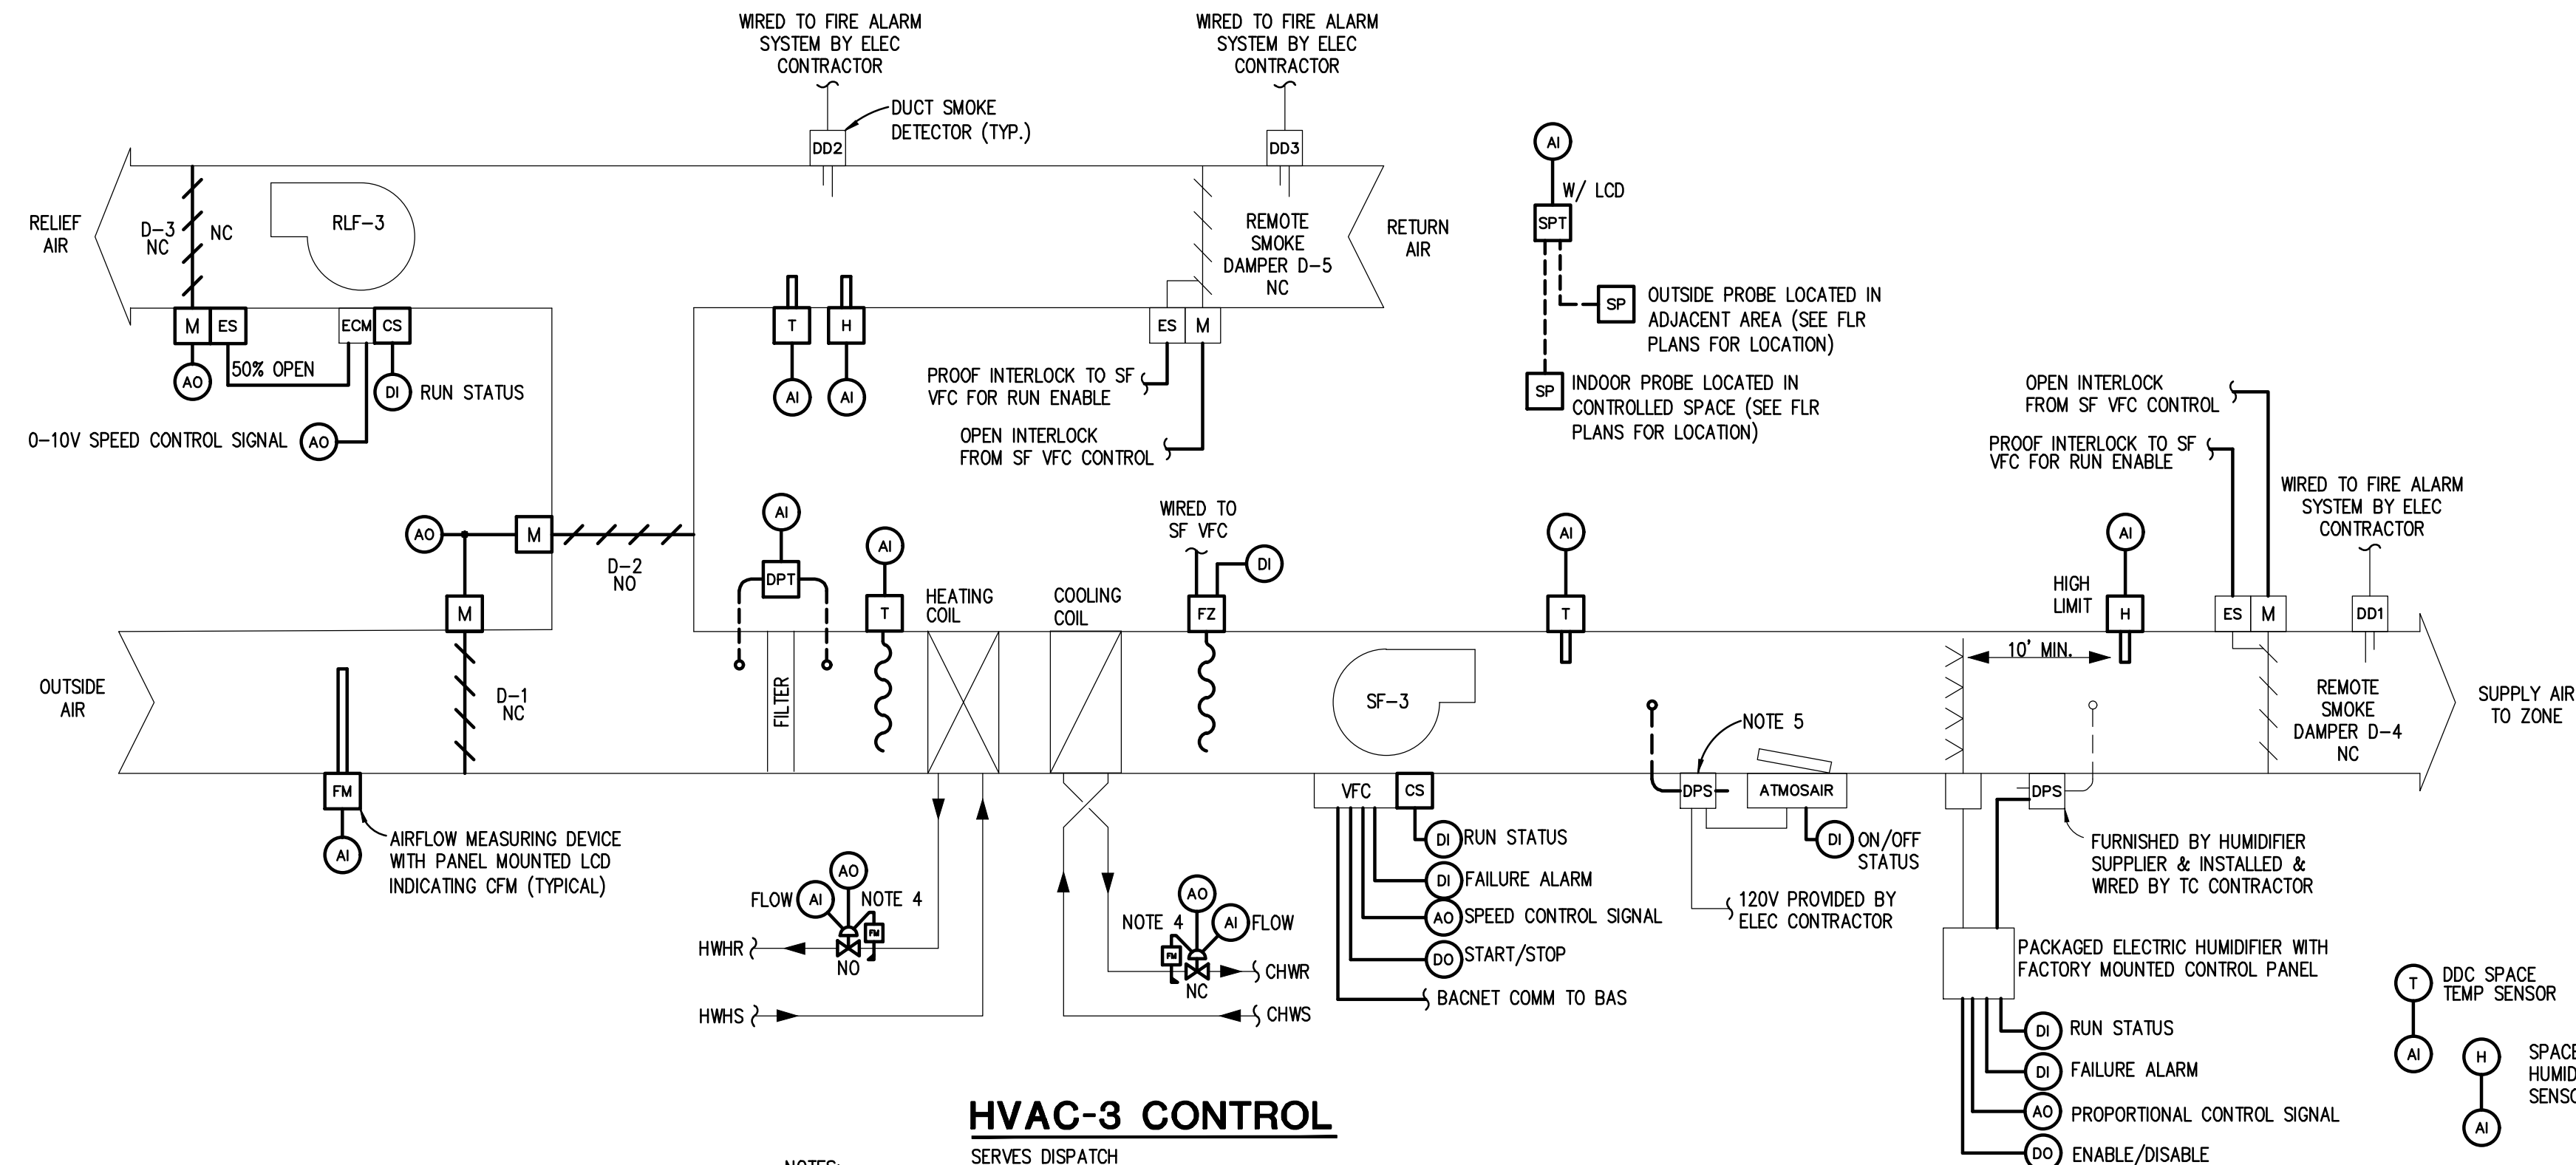 WIRED TO FIRE ALARM
SYSTEM BY ELEC
CONTRACTOR
WIRED TO FIRE ALARM
SYSTEM BY ELEC
CONTRACTOR
DUCT SMOKE
DETECTOR (TYP.)
DD2
DD3
AI
W/ LCD
SPT
RELIEF
AIR
D-3
NC
NC
RLF-3
REMOTE
SMOKE
DAMPER D-5
NC
RETURN
AIR
SP
OUTSIDE PROBE LOCATED IN
ADJACENT AREA (SEE FLR
PLANS FOR LOCATION)
M
ES
ECM
CS
T
H
ES
M
AO
50% OPEN
DI
RUN STATUS
AI
AI
PROOF INTERLOCK TO SF
VFC FOR RUN ENABLE
SP
INDOOR PROBE LOCATED IN
CONTROLLED SPACE (SEE FLR
PLANS FOR LOCATION)
OPEN INTERLOCK
FROM SF VFC CONTROL
0-10V SPEED CONTROL SIGNAL
AO
OPEN INTERLOCK
FROM SF VFC CONTROL
PROOF INTERLOCK TO SF
VFC FOR RUN ENABLE
WIRED TO FIRE ALARM
SYSTEM BY ELEC
CONTRACTOR
AO
M
D-2
NO
AI
DPT
AI
WIRED TO
SF VFC
DI
AI
AI
M
T
HEATING
COIL
COOLING
COIL
FZ
T
HIGH
LIMIT
H
ES
M
DD1
10' MIN.
OUTSIDE
AIR
D-1
NC
FILTER
SF-3
NOTE 5
REMOTE
SMOKE
DAMPER D-4
NC
SUPPLY AIR
TO ZONE
FM
VFC
CS
DPS
ATMOSAIR
DPS
AI
AIRFLOW MEASURING DEVICE
WITH PANEL MOUNTED LCD
INDICATING CFM (TYPICAL)
DI
RUN STATUS
DI
ON/OFF
STATUS
FURNISHED BY HUMIDIFIER
SUPPLIER & INSTALLED &
WIRED BY TC CONTRACTOR
AO
FLOW
AI
NOTE 4
FM
NO
HWHR
HWHS
AO
NOTE 4
AI
FLOW
FM
NC
CHWR
CHWS
DI
FAILURE ALARM
AO
SPEED CONTROL SIGNAL
DO
START/STOP
BACNET COMM TO BAS
120V PROVIDED BY
ELEC CONTRACTOR
PACKAGED ELECTRIC HUMIDIFIER WITH
FACTORY MOUNTED CONTROL PANEL
T
DDC SPACE
TEMP SENSOR
AI
DI
RUN STATUS
DI
FAILURE ALARM
AO
PROPORTIONAL CONTROL SIGNAL
DO
ENABLE/DISABLE
H
SPACE
HUMID
SENSO
AI
HVAC-3 CONTROL
SERVES DISPATCH
NOTES: